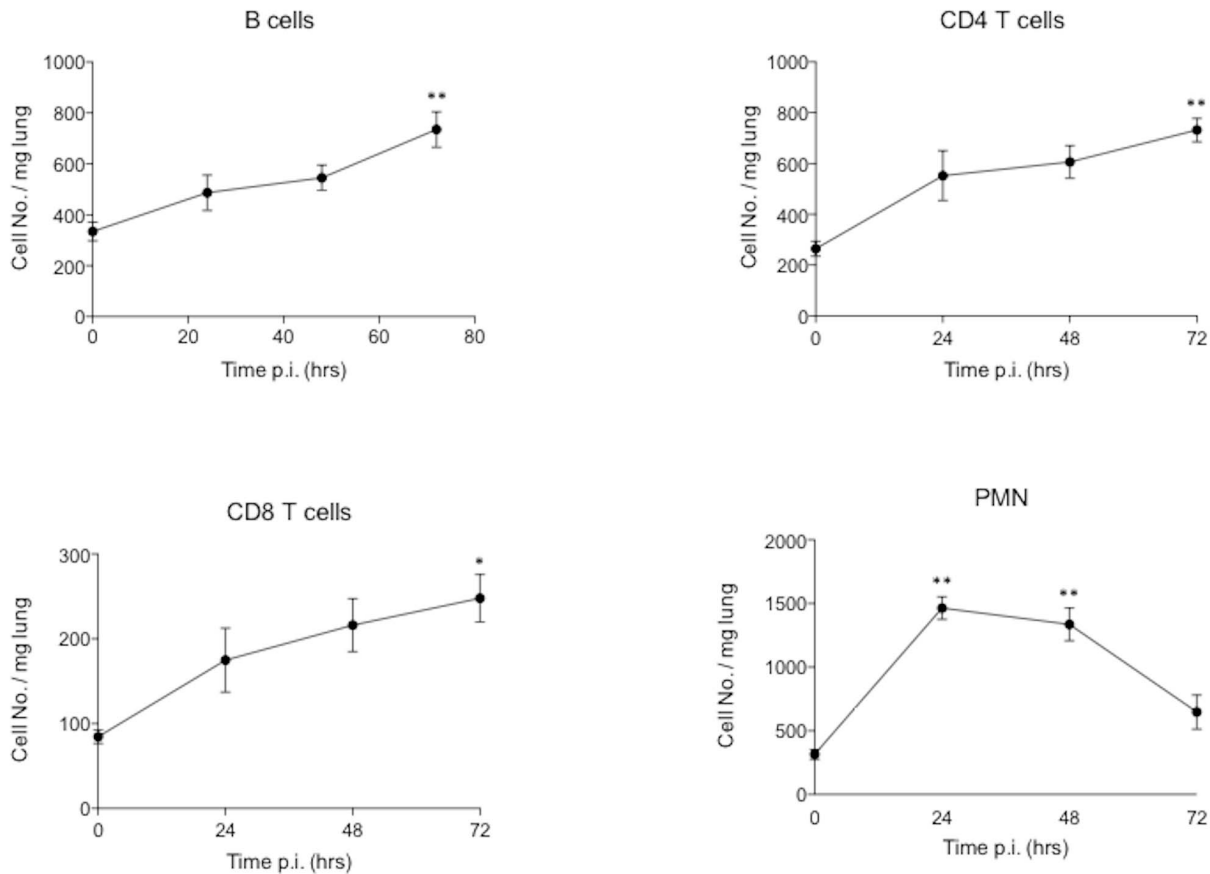 B cells
1000
800
600
400
200
0
**
Cell No. / mg lung
0 20 40 60 80
Time p.i. (hrs)
CD4 T cells
1000
800
600
400
200
0
**
Cell No. / mg lung
0 24 48 72
Time p.i. (hrs)
CD8 T cells
300
200
100
0
*
Cell No. / mg lung
0 24 48 72
Time p.i. (hrs)
PMN
2000
1500
1000
500
0
** **
Cell No. / mg lung
0 24 48 72
Time p.i. (hrs)